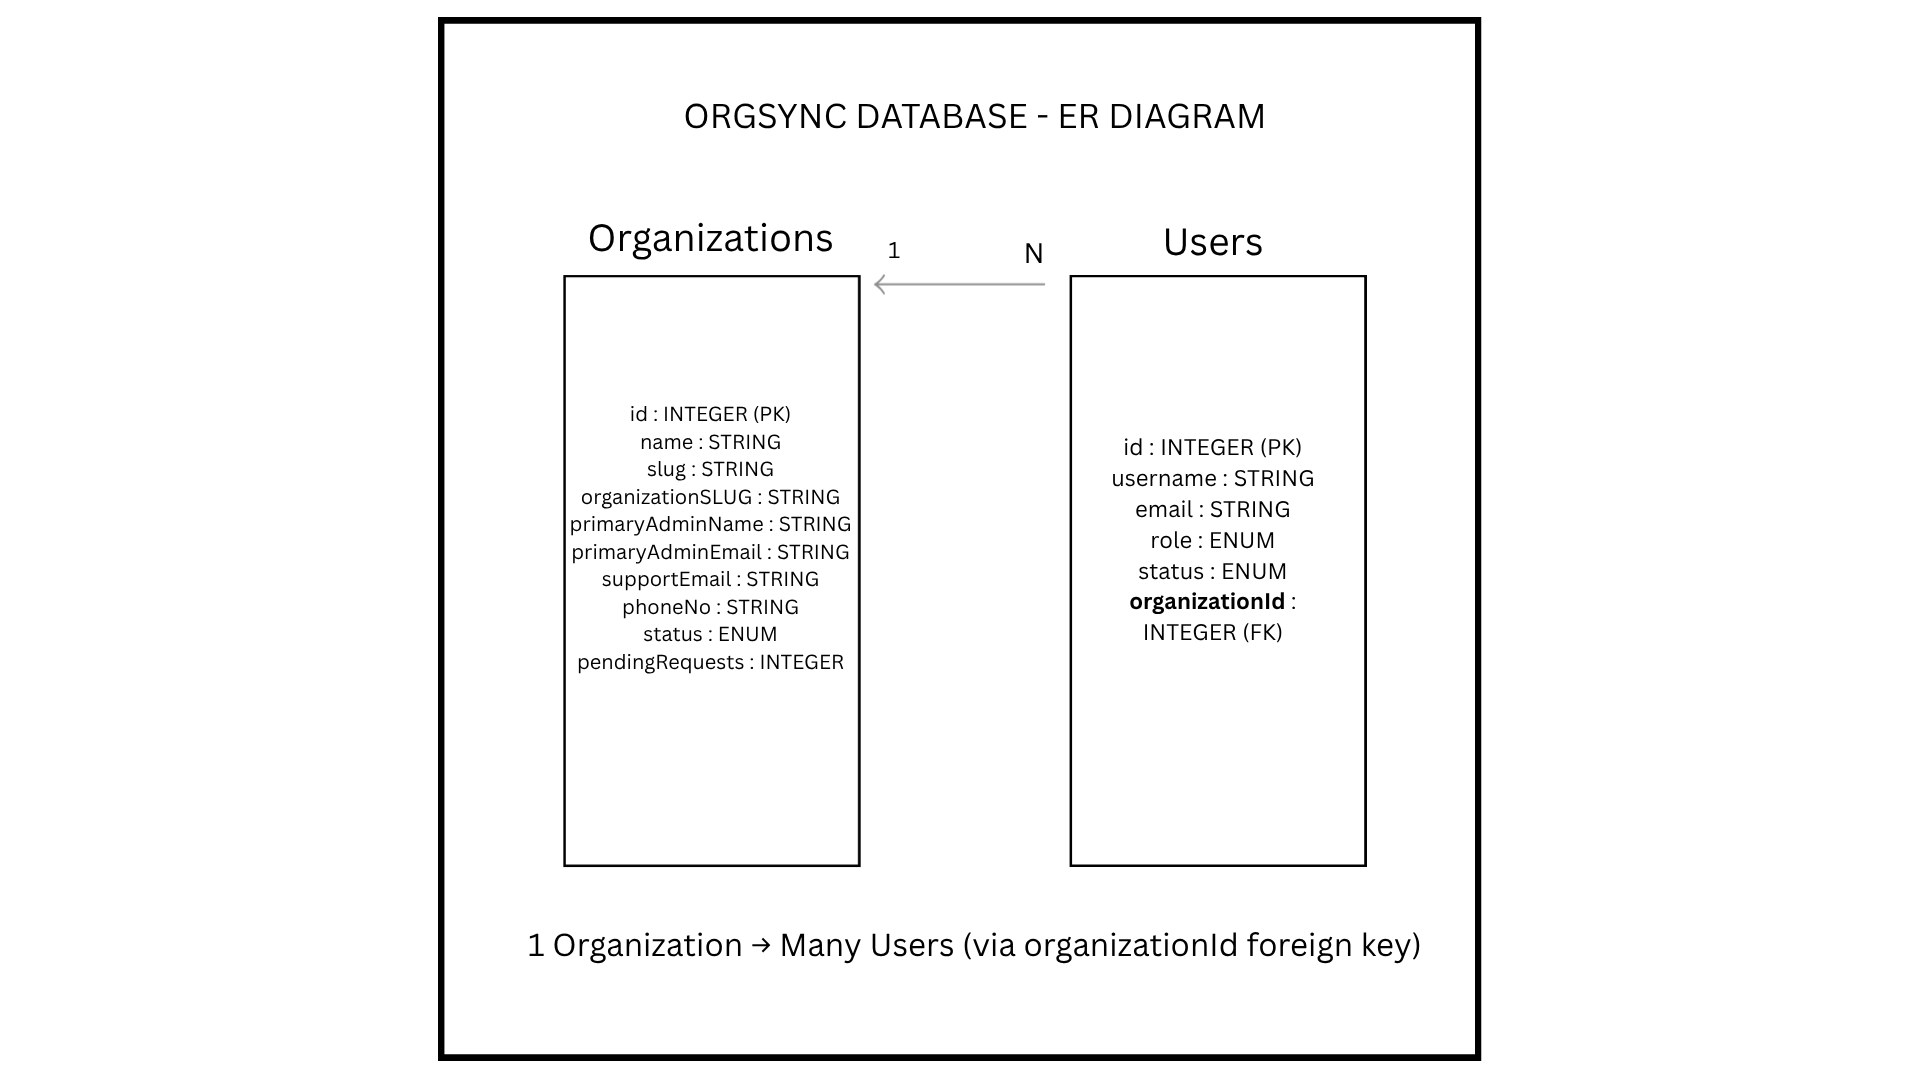 ORGSYNC DATABASE - ER DIAGRAM
Organizations
1
N
Users
id : INTEGER (PK)
name : STRING
slug : STRING
organizationSLUG : STRING
primaryAdminName : STRING
primaryAdminEmail : STRING
supportEmail : STRING
phoneNo : STRING
status : ENUM
pendingRequests : INTEGER
id : INTEGER (PK)
username : STRING
email : STRING
role : ENUM
status : ENUM
organizationId :
INTEGER (FK)
1 Organization → Many Users (via organizationId foreign key)